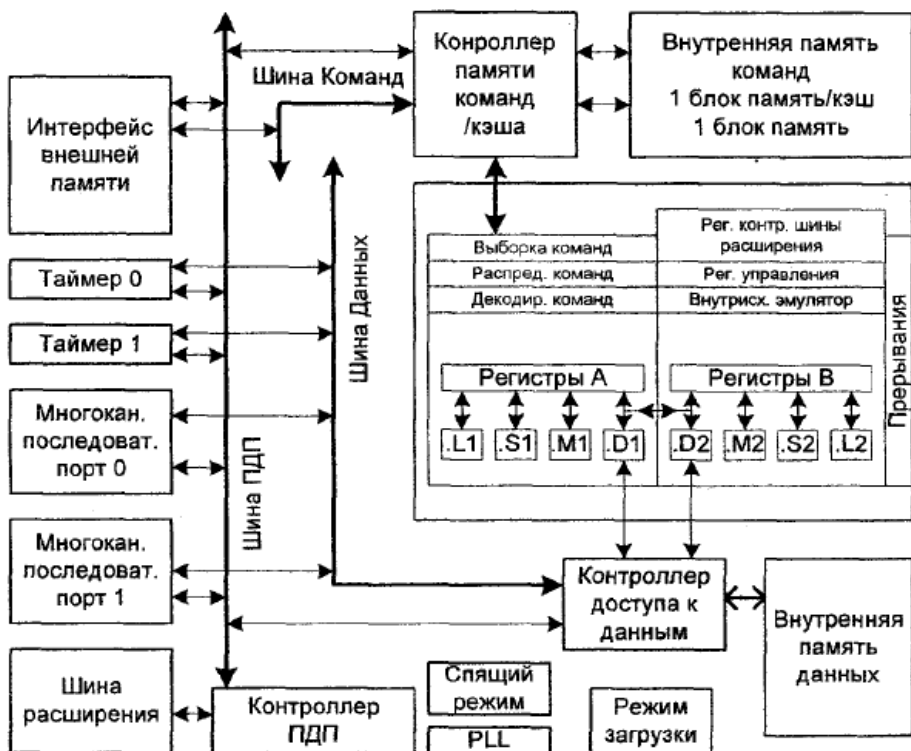 Интерфейс
внешней
памяти
Таймер 0
Таймер 1
Многокан.
последоват.
порт 0
Многокан.
последоват.
порт 1
Шина
расширения
Шина ПДП
Шина Команд
Шина Данных
Конроллер
памяти
команд
/кэша
Внутренняя память
команд
1 блок память/кэш
1 блок память
Выборка команд
Распред. команд
Декодир. команд
Рег. контр. шины
расширения
Рег. управления
Внутрисх. эмулятор
Прерывания
Регистры А
Регистры В
.L1 .S1 .M1 .D1 .D2 .M2 .S2 .L2
Контроллер
доступа к
данным
Внутренняя
память
данных
Контроллер
ПДП
Спящий
режим
PLL
Режим
загрузки